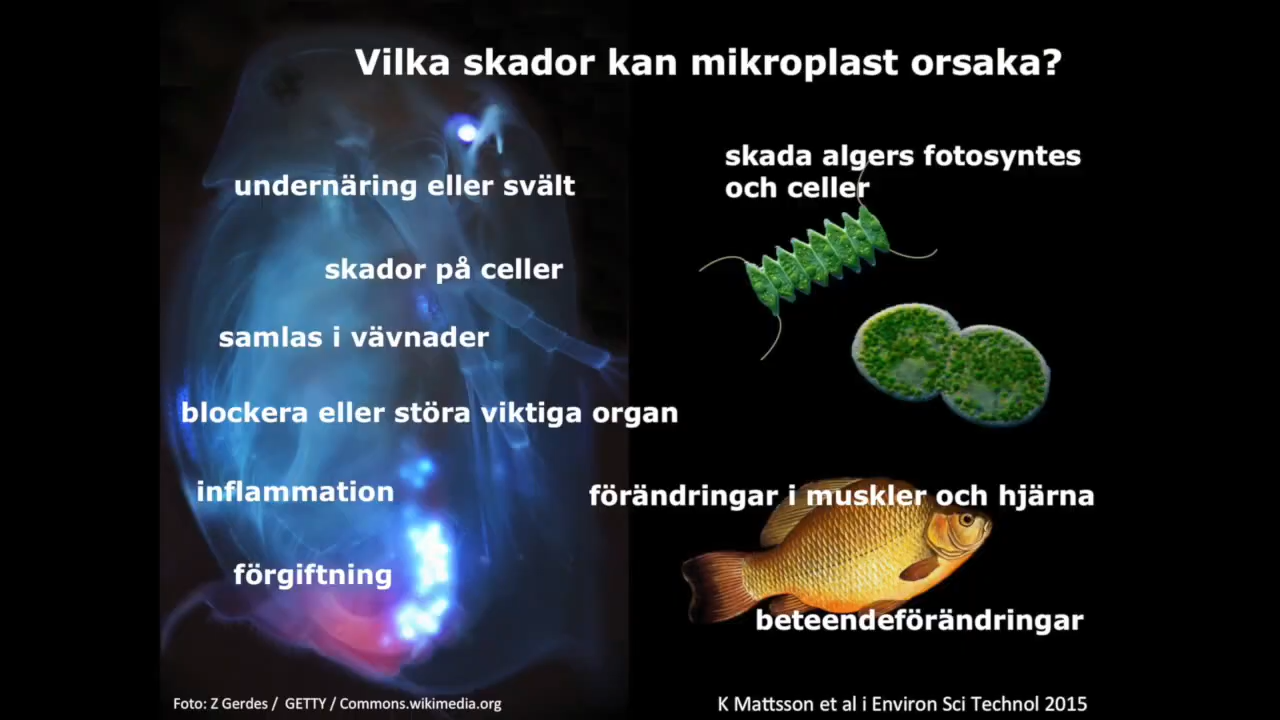 Vilka skador kan mikroplast orsaka?
undernäring eller svält
skador på celler
samlas i vävnader
blockera eller störa viktiga organ
inflammation
förgiftning
skada algers fotosyntes
och celler
förändringar i muskler och hjärna
beteendeförändringar
Foto: Z Gerdes / GETTY / Commons.wikimedia.org
K Mattsson et al i Environ Sci Technol 2015